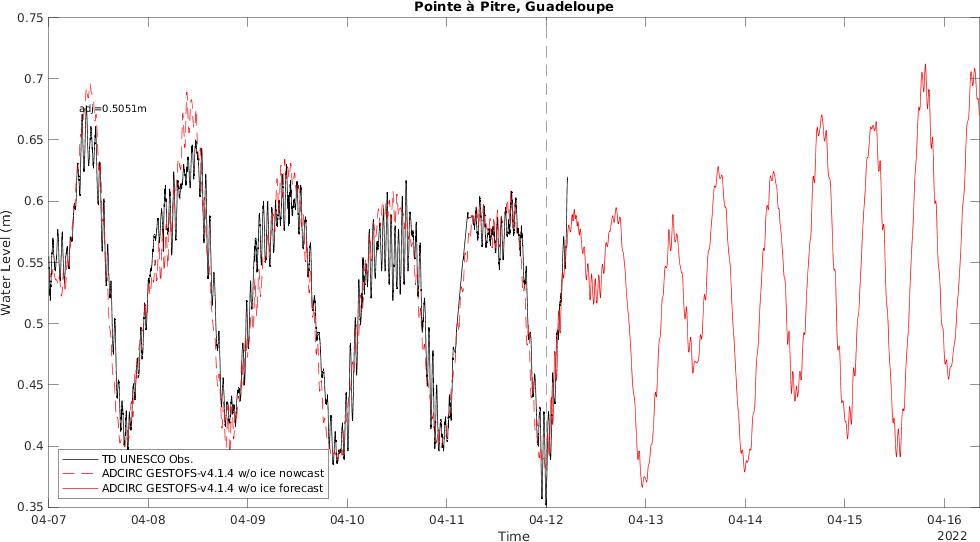 Pointe à Pitre, Guadeloupe
Water Level (m)
0.75
0.7
0.65
0.6
0.55
0.5
0.45
0.4
0.35
adj=0.5051m
TD UNESCO Obs.
ADCIRC GESTOFS-v4.1.4 w/o ice nowcast
ADCIRC GESTOFS-v4.1.4 w/o ice forecast
04-07 04-08 04-09 04-10 04-11 04-12 04-13 04-14 04-15 04-16
Time
2022